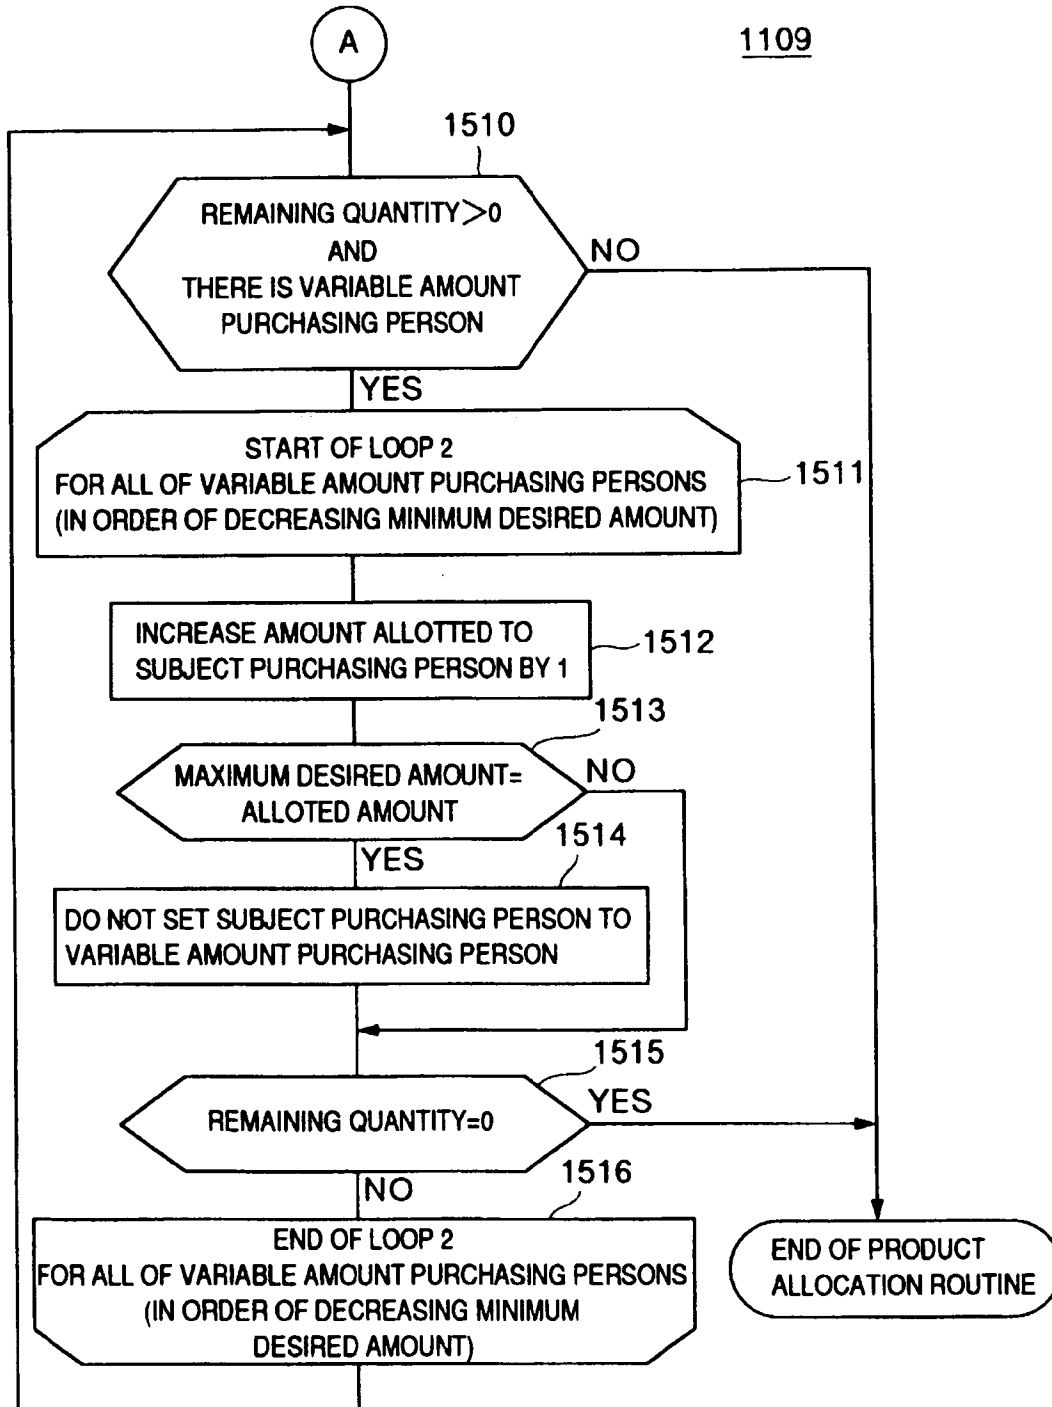 A
1109
1510
REMAINING QUANTITY>0
AND
THERE IS VARIABLE AMOUNT
PURCHASING PERSON
NO
YES
START OF LOOP 2
FOR ALL OF VARIABLE AMOUNT PURCHASING PERSONS
(IN ORDER OF DECREASING MINIMUM DESIRED AMOUNT)
1511
INCREASE AMOUNT ALLOTTED TO
SUBJECT PURCHASING PERSON BY 1
1512
1513
MAXIMUM DESIRED AMOUNT=
ALLOTED AMOUNT
NO
YES
1514
DO NOT SET SUBJECT PURCHASING PERSON TO
VARIABLE AMOUNT PURCHASING PERSON
1515
REMAINING QUANTITY=0
YES
NO
1516
END OF LOOP 2
FOR ALL OF VARIABLE AMOUNT PURCHASING PERSONS
(IN ORDER OF DECREASING MINIMUM
DESIRED AMOUNT)
END OF PRODUCT
ALLOCATION ROUTINE